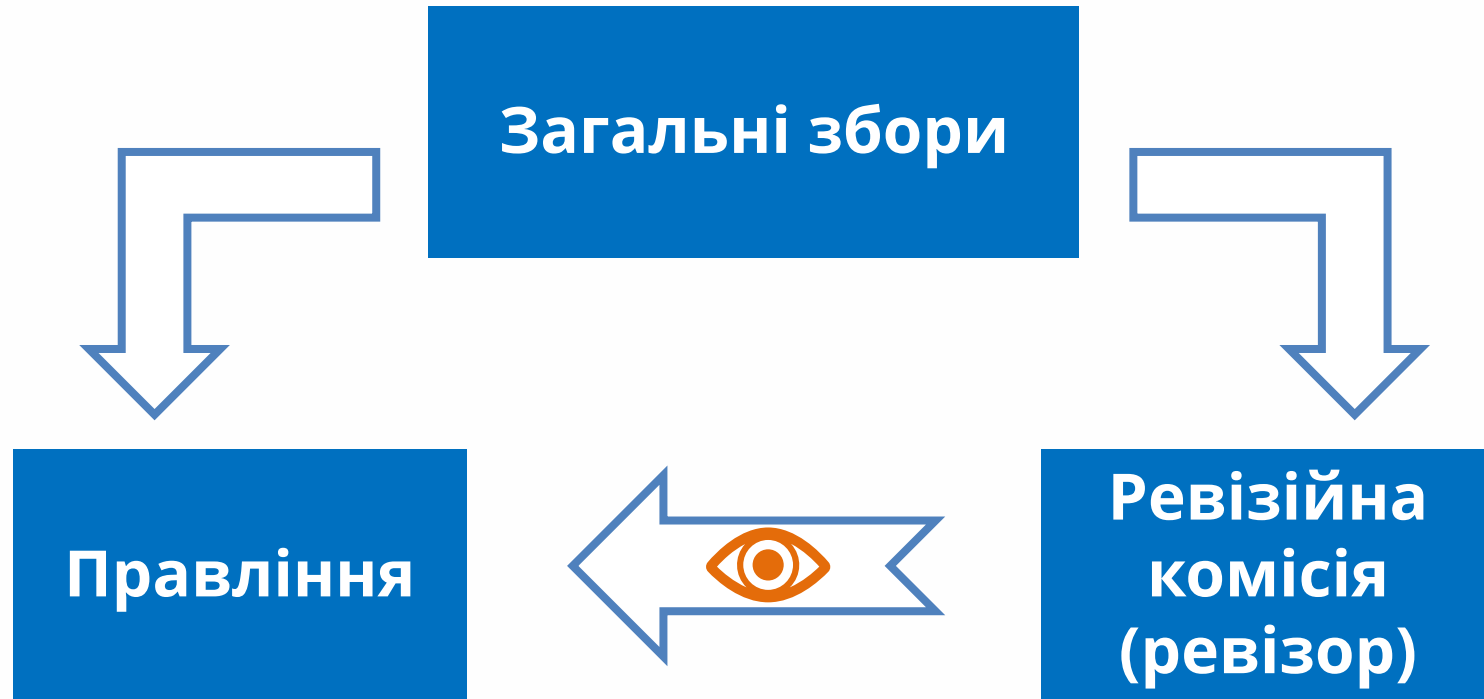 Загальні збори
Правління
Ревізійна
комісія
(ревізор)